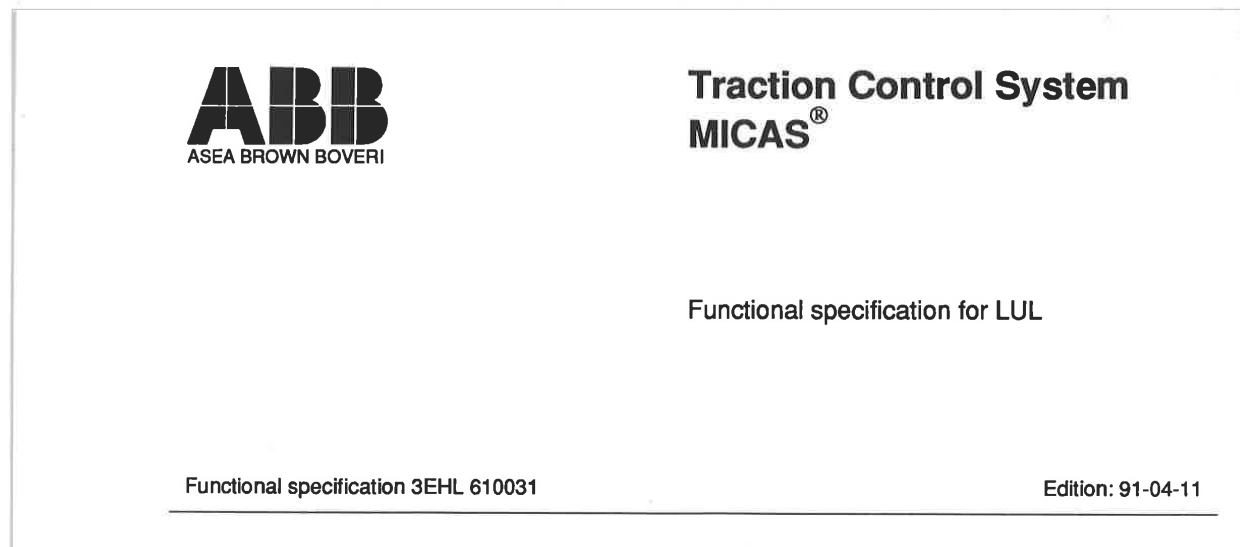 ABB
ASEA BROWN BOVERI
Traction Control System
MICAS®
Functional specification for LUL
Functional specification 3EHL 610031
Edition: 91-04-11